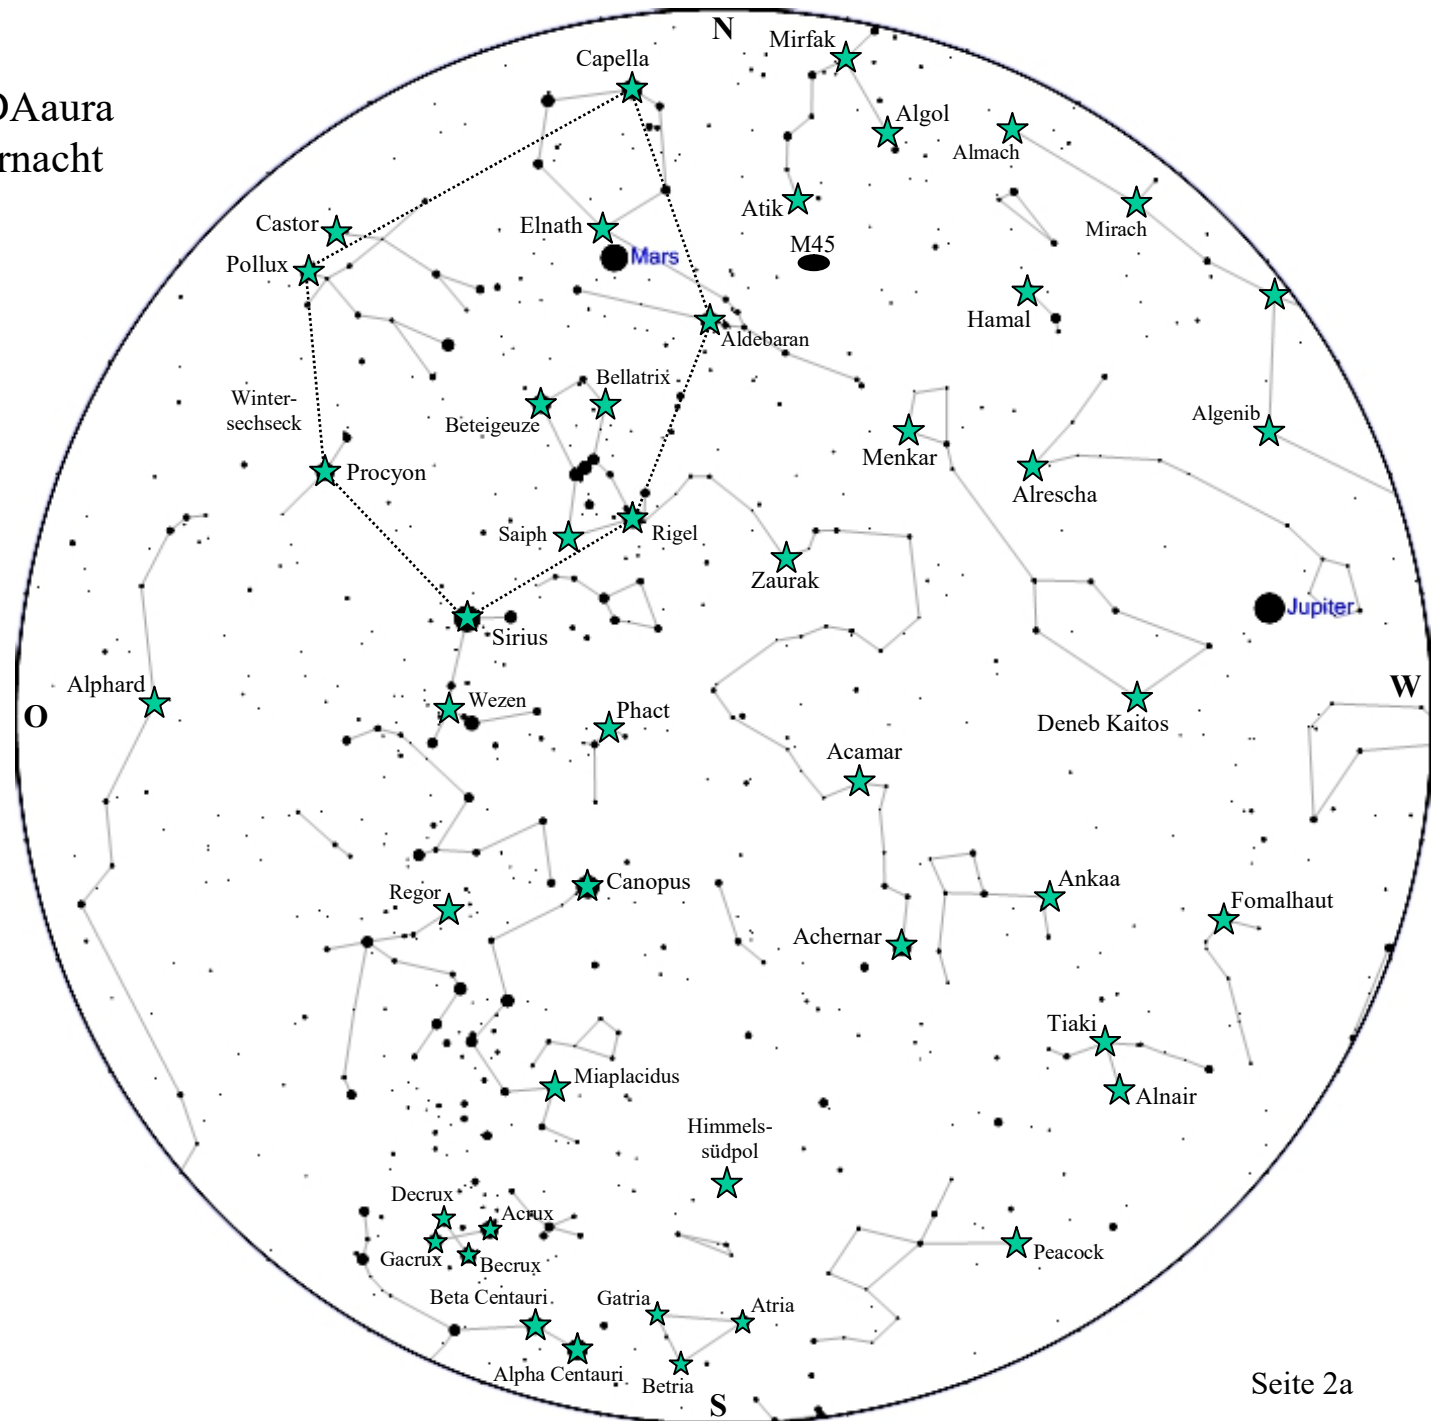 N
Mirfak
Capella
DAaura
Algol
rnacht
Almach
Castor
Elnath
Atik
Mirach
Pollux
Mars
M45
Hamal
Aldebaran
Bellatrix
Winter-
sechseck
Beteigeuze
Algenib
Menkar
Procyon
Alrescha
Saiph
Rigel
Zaurak
Jupiter
Sirius
Alphard
Wezen
W
O
Phact
Deneb Kaitos
Acamar
Regor
Canopus
Ankaa
Fomalhaut
Achernar
Tiaki
Miaplacidus
Alnair
Himmels-
südpol
Decrux
Acrux
Gacrux
Becrux
Peacock
Beta Centauri
Gatria
Atria
Alpha Centauri
Betria
Seite 2a
S